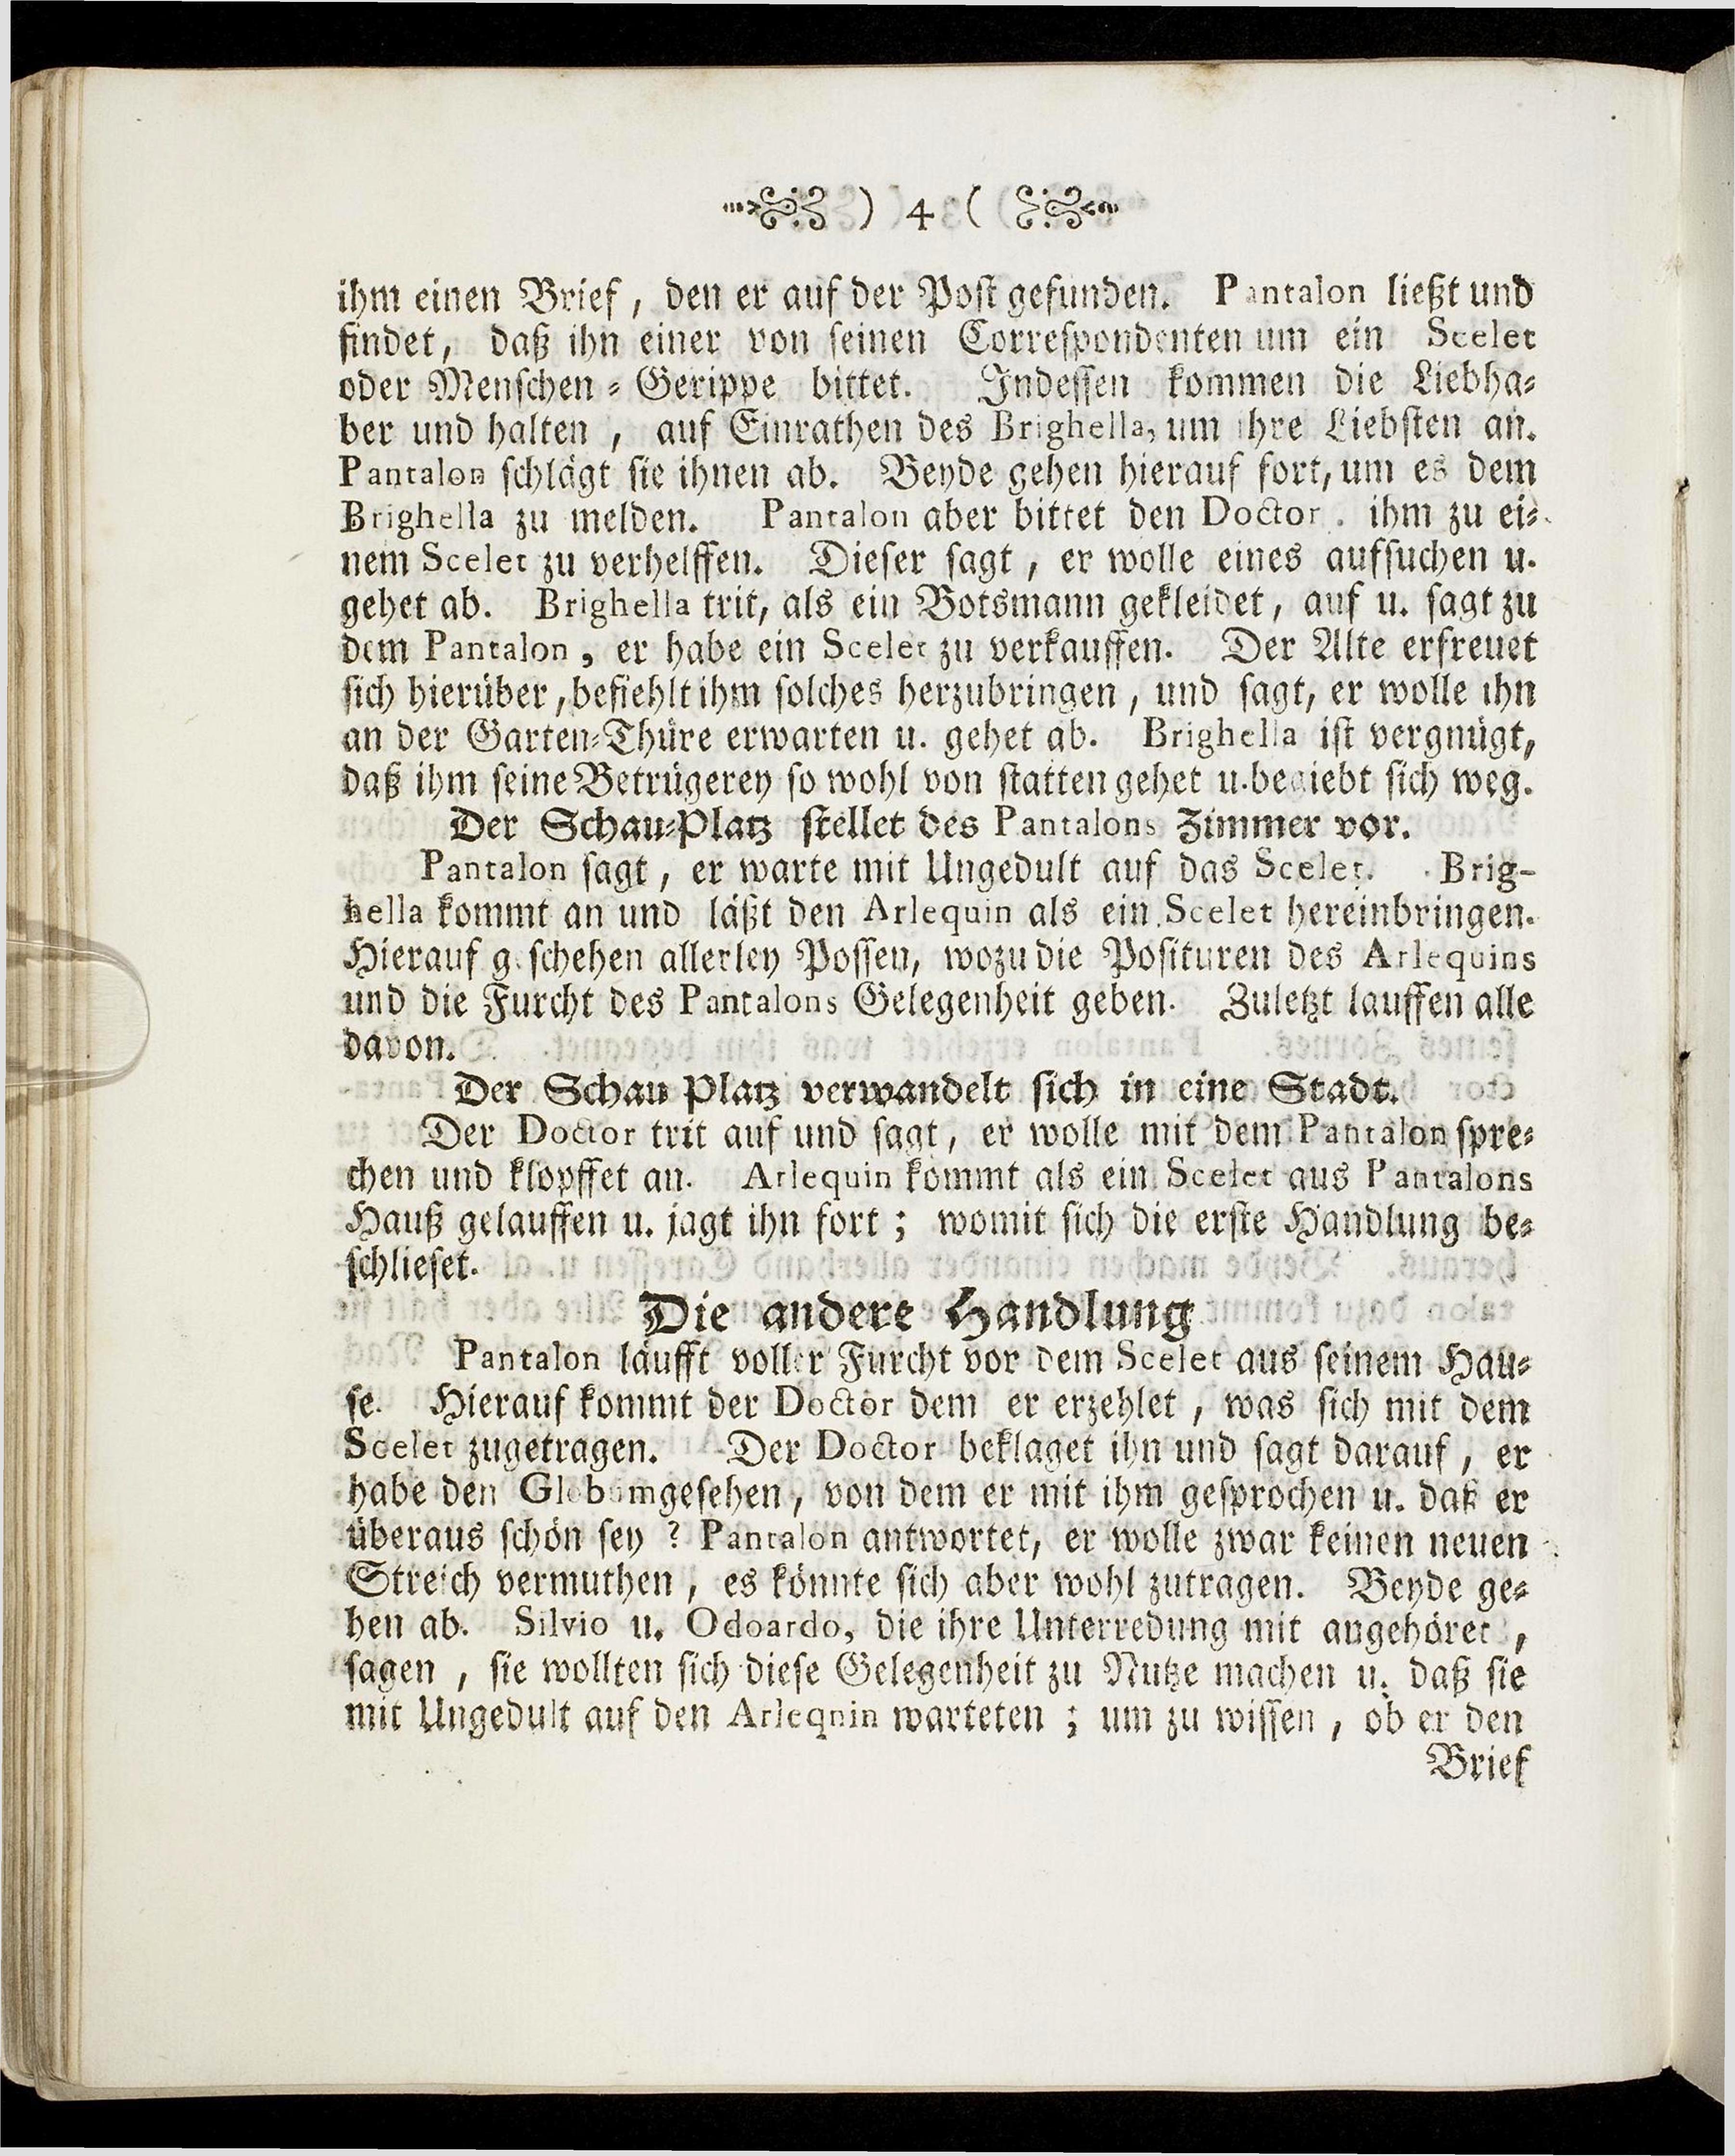 ) 4 (
ihm einen Brief, den er auf der Post gefunden. Pantalon ließt und
findet, daß ihn einer von seinen Correspondenten um ein Scelet
oder Menschen-Gerippe bittet. Indessen kommen die Liebha-
ber und halten, auf Einrathen des Brighella, um ihre Liebsten an.
Pantalon schlägt sie ihnen ab. Beyde gehen hierauf fort, um es dem
Brighella zu melden. Pantalon aber bittet den Doctor. ihm zu ei-
nem Scelet zu verhelffen. Dieser sagt, er wolle eines aufsuchen u.
gehet ab. Brighella trit, als ein Botsmann gekleidet, auf u. sagt zu
dem Pantalon, er habe ein Scelet zu verkauffen. Der Alte erfreuet
sich hierüber, befiehlt ihm solches herzubringen, und sagt, er wolle ihn
an der Garten-Thüre erwarten u. gehet ab. Brighella ist vergnügt,
daß ihm seine Betrügerey so wohl von statten gehet u. begiebt sich weg.
Der Schau-Platz stellet des Pantalons Zimmer vor.
Pantalon sagt, er warte mit Ungedult auf das Scelet. Brig-
hella kommt an und läßt den Arlequin als ein Scelet hereinbringen.
Hierauf geschehen allerley Possen, wozu die Posituren des Arlequins
und die Furcht des Pantalons Gelegenheit geben. Zuletzt lauffen alle
davon.
Der Schau Platz verwandelt sich in eine Stadt.
Der Doctor trit auf und sagt, er wolle mit dem Pantalon spre-
chen und klopffet an. Arlequin kommt als ein Scelet aus Pantalons
Hauß gelauffen u. jagt ihn fort; womit sich die erste Handlung be-
schlieset.
Die andere Handlung
Pantalon läufft voller Furcht vor dem Scelet aus seinem Hau-
se. Hierauf kommt der Doctor dem er erzehlet, was sich mit dem
Scelet zugetragen. Der Doctor beklaget ihn und sagt darauf, er
habe den Globum gesehen, von dem er mit ihm gesprochen u. daß er
überaus schön sey? Pantalon antwortet, er wolle zwar keinen neuen
Streich vermuthen, es könnte sich aber wohl zutragen. Beyde ge-
hen ab. Silvio u. Odoardo, die ihre Unterredung mit angehöret,
sagen, sie wollten sich diese Gelegenheit zu Nutze machen u. daß sie
mit Ungedult auf den Arleqnin warteten; um zu wissen, ob er den
Brief